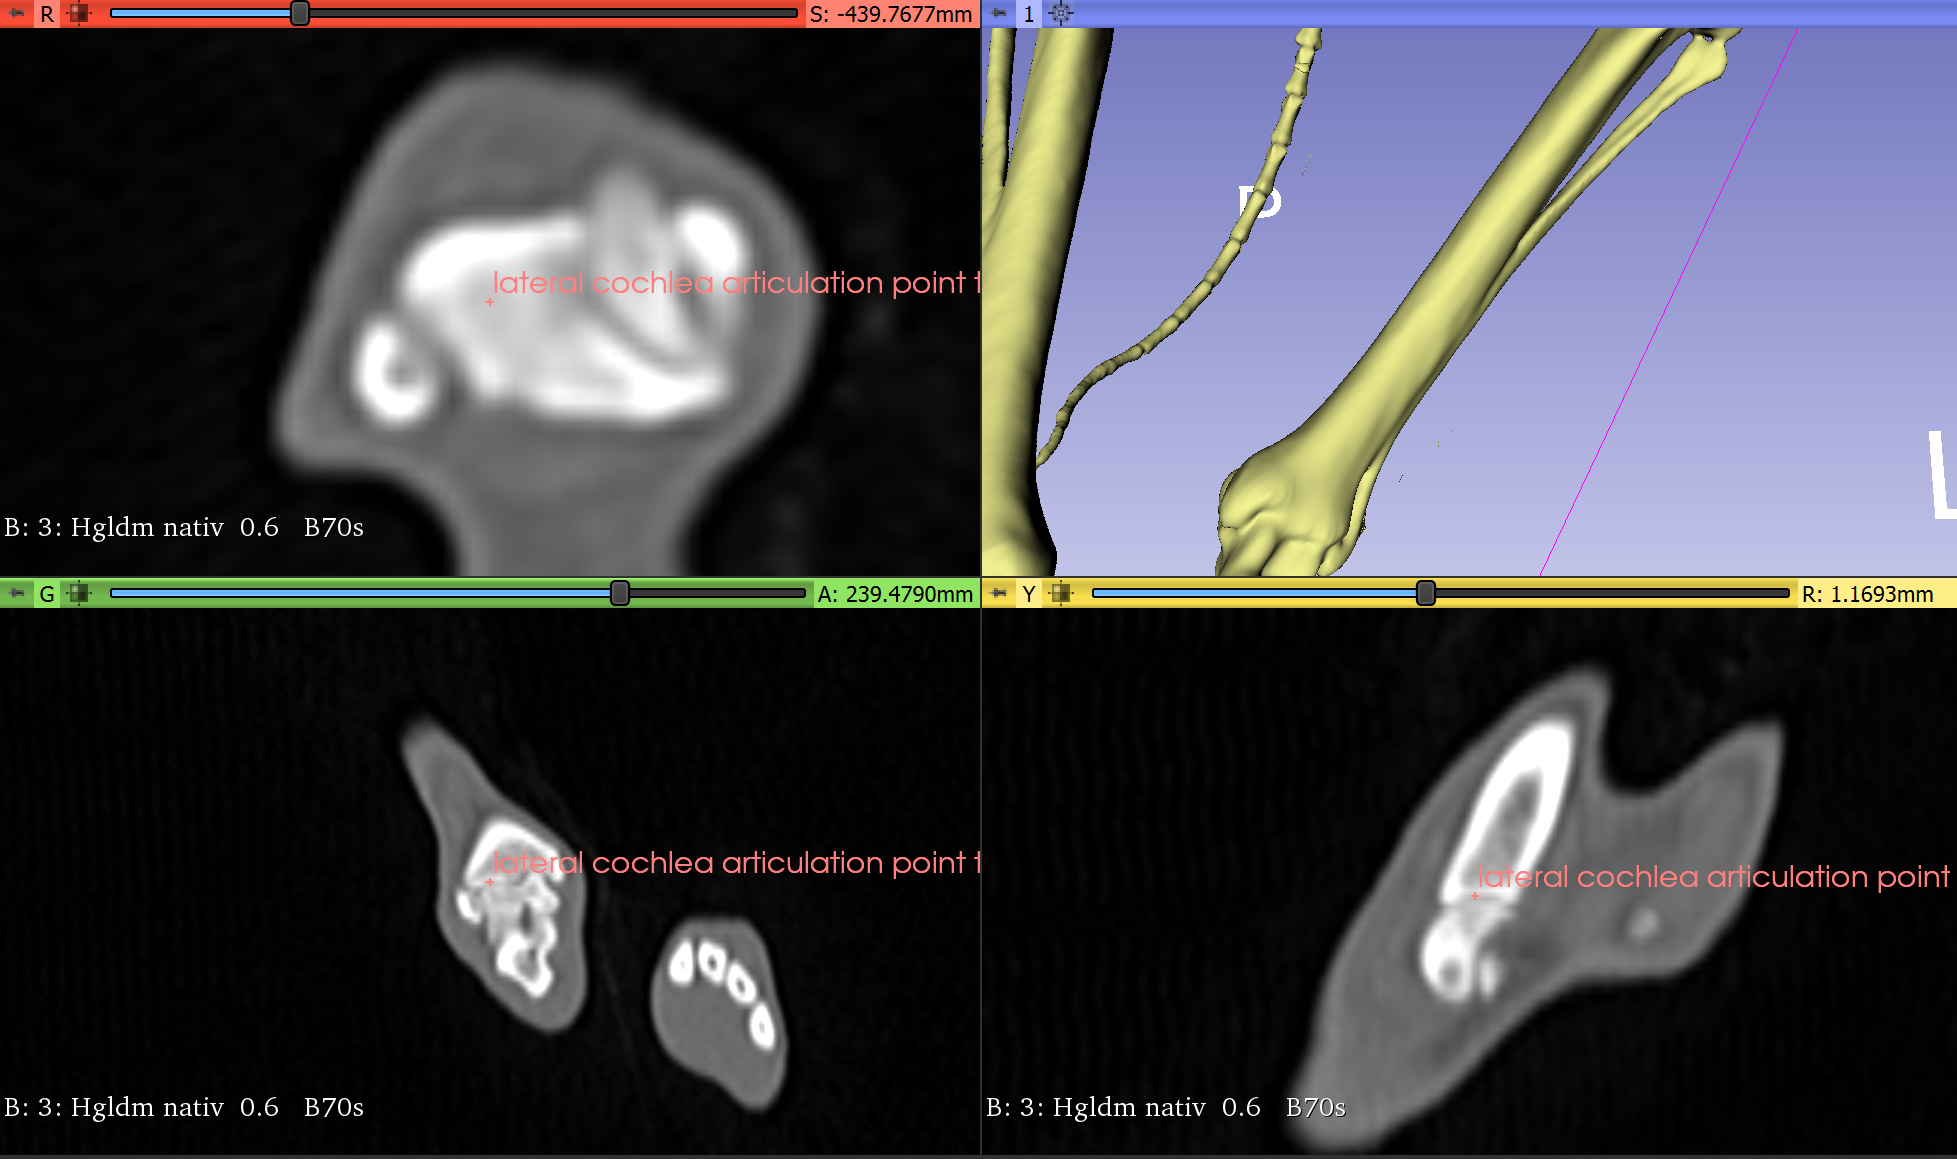 R S: -439.7677mm
lateral cochlea articulation point t
B: 3: Hgldm nativ 0.6 B70s
1
P
L
G A: 239.4790mm
lateral cochlea articulation point t
B: 3: Hgldm nativ 0.6 B70s
Y R: 1.1693mm
lateral cochlea articulation point
B: 3: Hgldm nativ 0.6 B70s